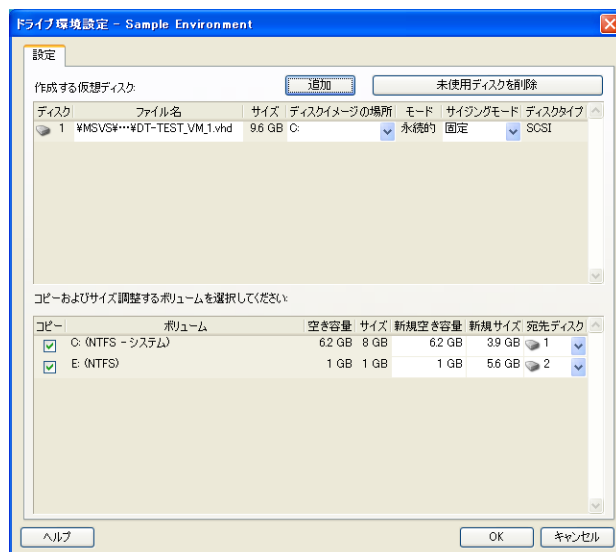 ドライブ環境設定 - Sample Environment
設定
作成する仮想ディスク:
追加
未使用ディスクを削除
ディスク ファイル名 サイズ ディスクイメージの場所 モード サイジングモード ディスクタイプ
1 ¥MSVS¥…¥DT-TEST_VM_1.vhd 9.6 GB C: 永続的 固定 SCSI
コピーおよびサイズ調整するボリュームを選択してください:
コピー ボリューム 空き容量 サイズ 新規空き容量 新規サイズ 宛先ディスク
C: (NTFS - システム) 6.2 GB 8 GB 6.2 GB 3.9 GB 1
E: (NTFS) 1 GB 1 GB 1 GB 5.6 GB 2
ヘルプ
OK
キャンセル